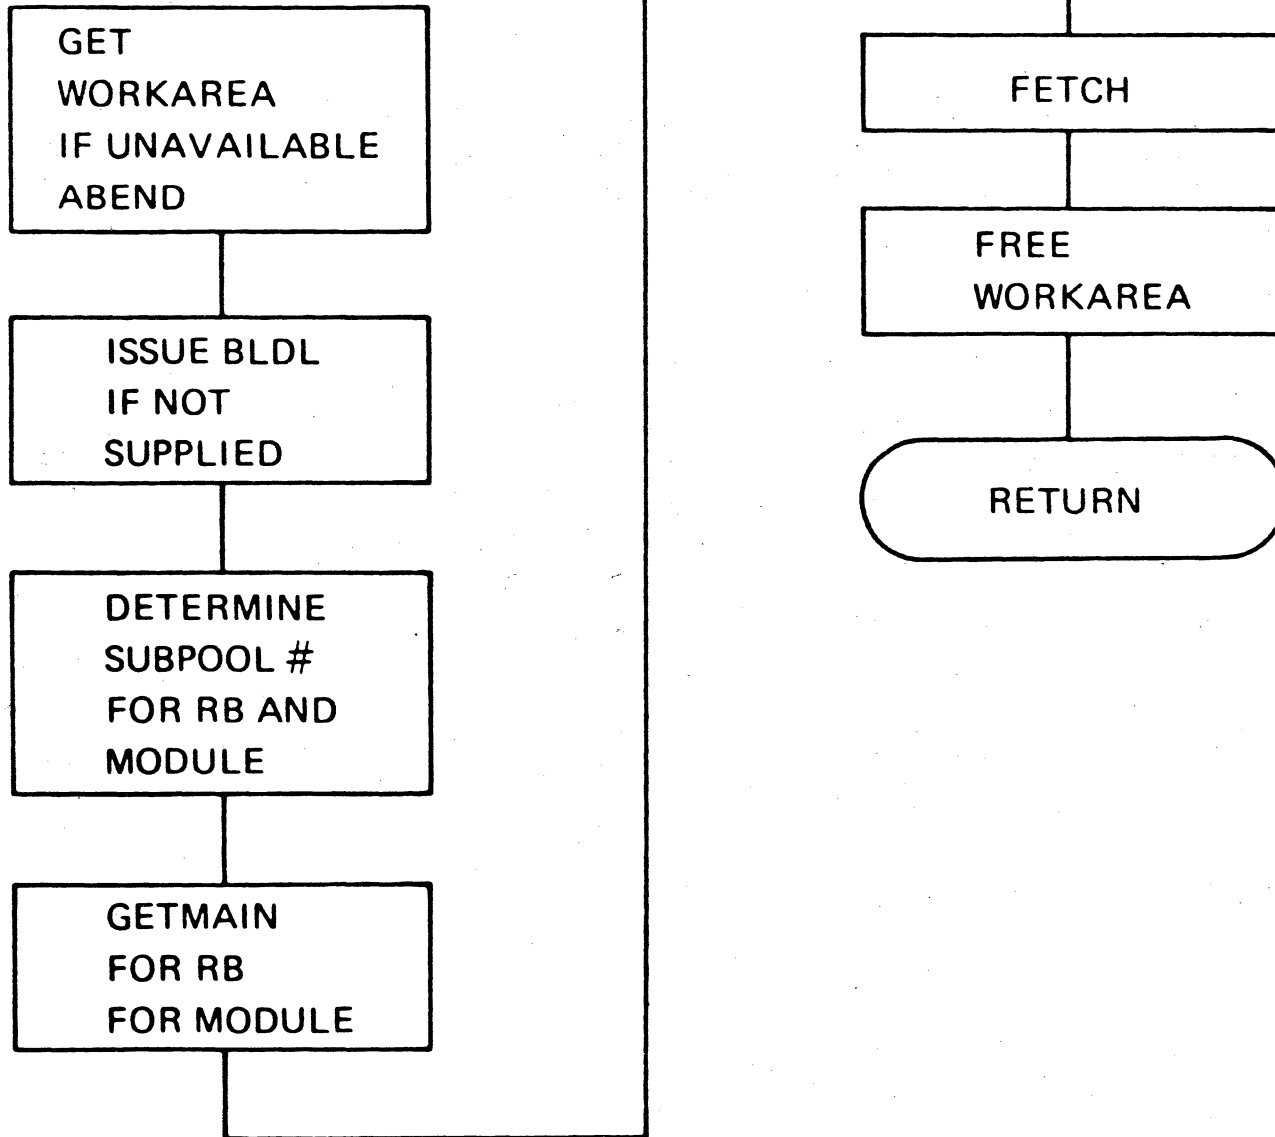 GET
WORKAREA
IF UNAVAILABLE
ABEND
ISSUE BLDL
IF NOT
SUPPLIED
DETERMINE
SUBPOOL #
FOR RB AND
MODULE
GETMAIN
FOR RB
FOR MODULE
FETCH
FREE
WORKAREA
RETURN